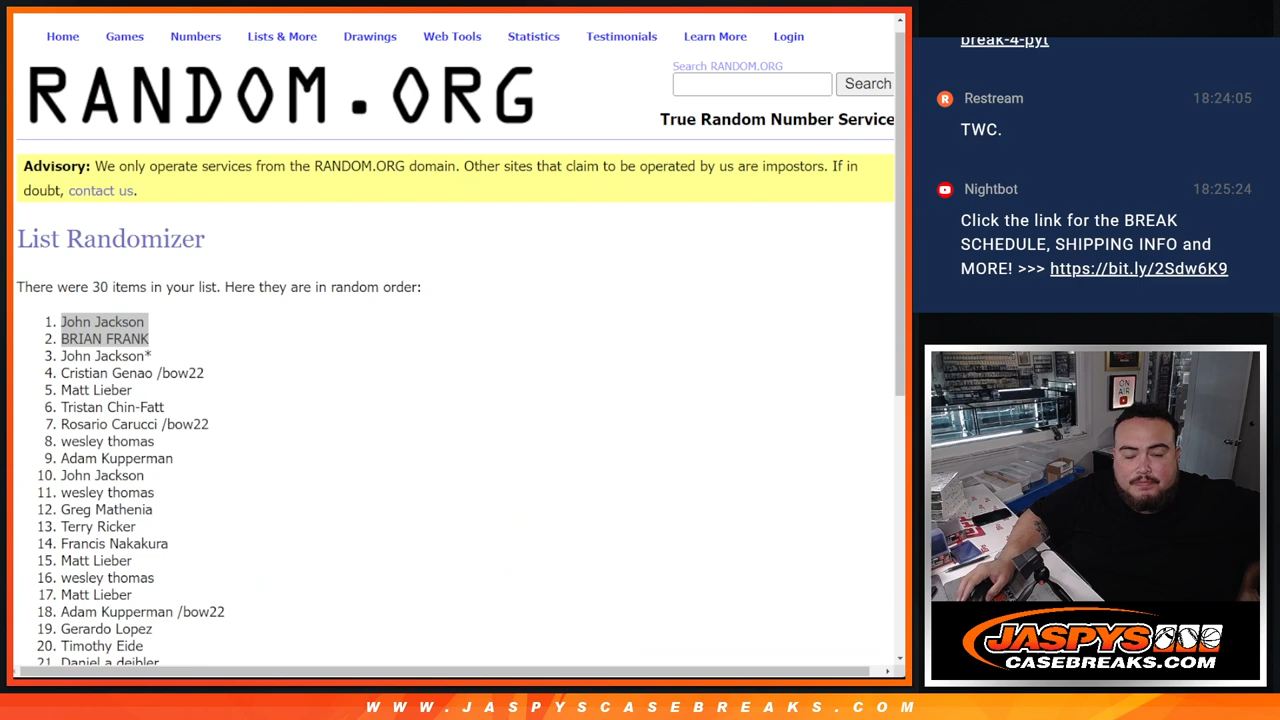 Home Games Numbers Lists & More Drawings Web Tools Statistics Testimonials Learn More Login
Search RANDOM.ORG
RANDOM.ORG
Search
True Random Number Service
Advisory: We only operate services from the RANDOM.ORG domain. Other sites that claim to be operated by us are impostors. If in
doubt, contact us.
List Randomizer
There were 30 items in your list. Here they are in random order:
1. John Jackson
2. BRIAN FRANK
3. John Jackson*
4. Cristian Genao /bow22
5. Matt Lieber
6. Tristan Chin-Fatt
7. Rosario Carucci /bow22
8. wesley thomas
9. Adam Kupperman
10. John Jackson
11. wesley thomas
12. Greg Mathenia
13. Terry Ricker
14. Francis Nakakura
15. Matt Lieber
16. wesley thomas
17. Matt Lieber
18. Adam Kupperman /bow22
19. Gerardo Lopez
20. Timothy Eide
21. Daniel a deibler
break-4-pyt
R Restream 18:24:05
TWC.
Nightbot 18:25:24
Click the link for the BREAK
SCHEDULE, SHIPPING INFO and
MORE! >>> https://bit.ly/2Sdw6K9
ON
AIR
JASPYS
CASEBREAKS.COM
WWW.JASPYSCASEBREAKS.COM